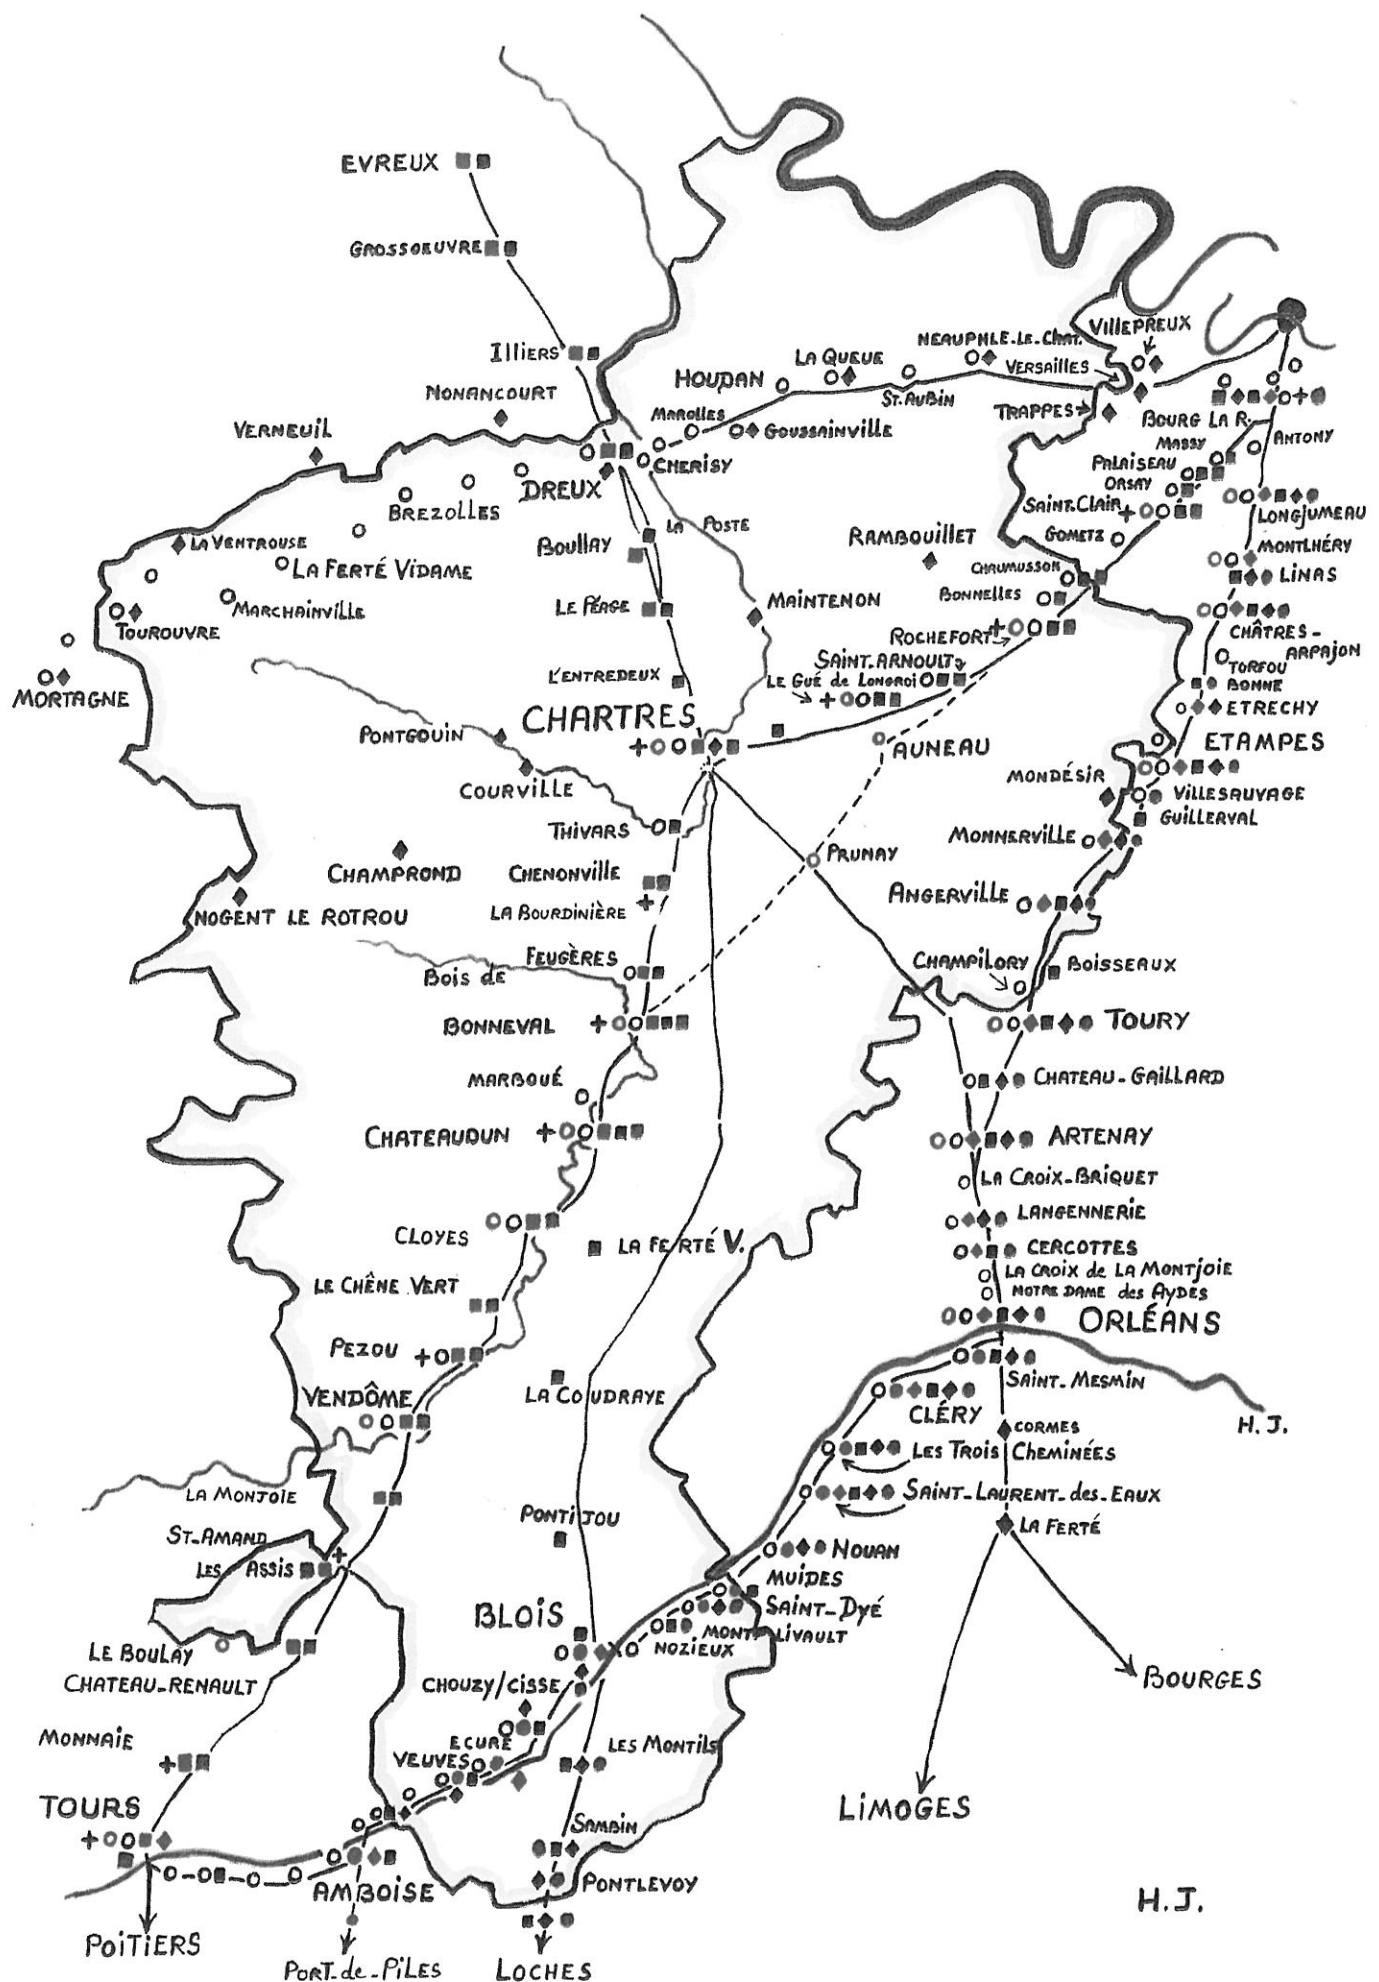 EVREUX
GROSSOEUVRE
ILLIERS
NONANCOURT
VERNEUIL
NEAUPHLE-LE-CHAT.
VILLEPREUX
LA QUEUE
VERSAILLES
HOUDAN
ST. AUBIN
TRAPPES
MAROLLES
GOUSSAINVILLE
BOURG LA R.
ANTONY
MASSY
CHERISY
PALAISEAU
DREUX
ORSAY
BREZOLLES
SAINT-CLAIR
LONGJUMEAU
LA POSTE
RAMBOUILLET
GOMETZ
LA VENTROUSE
BOULLAY
MONTLHÉRY
LA FERTÉ VIDAME
CHAUMUSSON
LINAS
BONNELLES
MARCHAINVILLE
LE PÉAGE
MAINTENON
TOUROUVRE
ROCHEFORT
CHÂTRES-
ARPAJON
SAINT-ARNOULT
TORFOU
L'ENTREDEUX
LE GUÉ de LONGROI
BONNE
MORTAGNE
ETRECHY
CHARTRES
PONTGOUIN
AUNEAU
ETAMPES
MONDÉSIR
COURVILLE
VILLESAUVAGE
GUILLERVAL
THIVARS
MONNERVILLE
PRUNAY
CHAMPROND
CHENONVILLE
ANGERVILLE
LA BOURDINIÈRE
NOGENT LE ROTROU
FEUGÈRES
Bois de
CHAMPILORY
BOISSEAUX
BONNEVAL
TOURY
MARBOUÉ
CHATEAU-GAILLARD
CHATEAUDUN
ARTENAY
LA CROIX-BRIQUET
LANGENNERIE
CLOYES
LA FERTÉ V.
CERCOTTES
LA CROIX de LA MONTJOIE
LE CHÊNE VERT
NOTRE DAME des AYDES
ORLÉANS
PEZOU
SAINT-MESMIN
VENDÔME
LA COUDRAYE
CLÉRY
CORMES
H.J.
LES TROIS CHEMINÉES
LA MONJOIE
SAINT-LAURENT-des-EAUX
PONTIJOU
LA FERTÉ
ST-AMAND
LES ASSIS
NOUAN
MUIDES
SAINT-DYÉ
BLOIS
MONTLIVAULT
NOZIEUX
LE BOULAY
CHATEAU-RENAULT
CHOUZY/CISSE
BOURGES
MONNAIE
ECURE
LES MONTILS
VEUVES
TOURS
LIMOGES
SAMBIN
AMBOISE
PONTLEVOY
H.J.
POITIERS
PORT-de-PILES
LOCHES